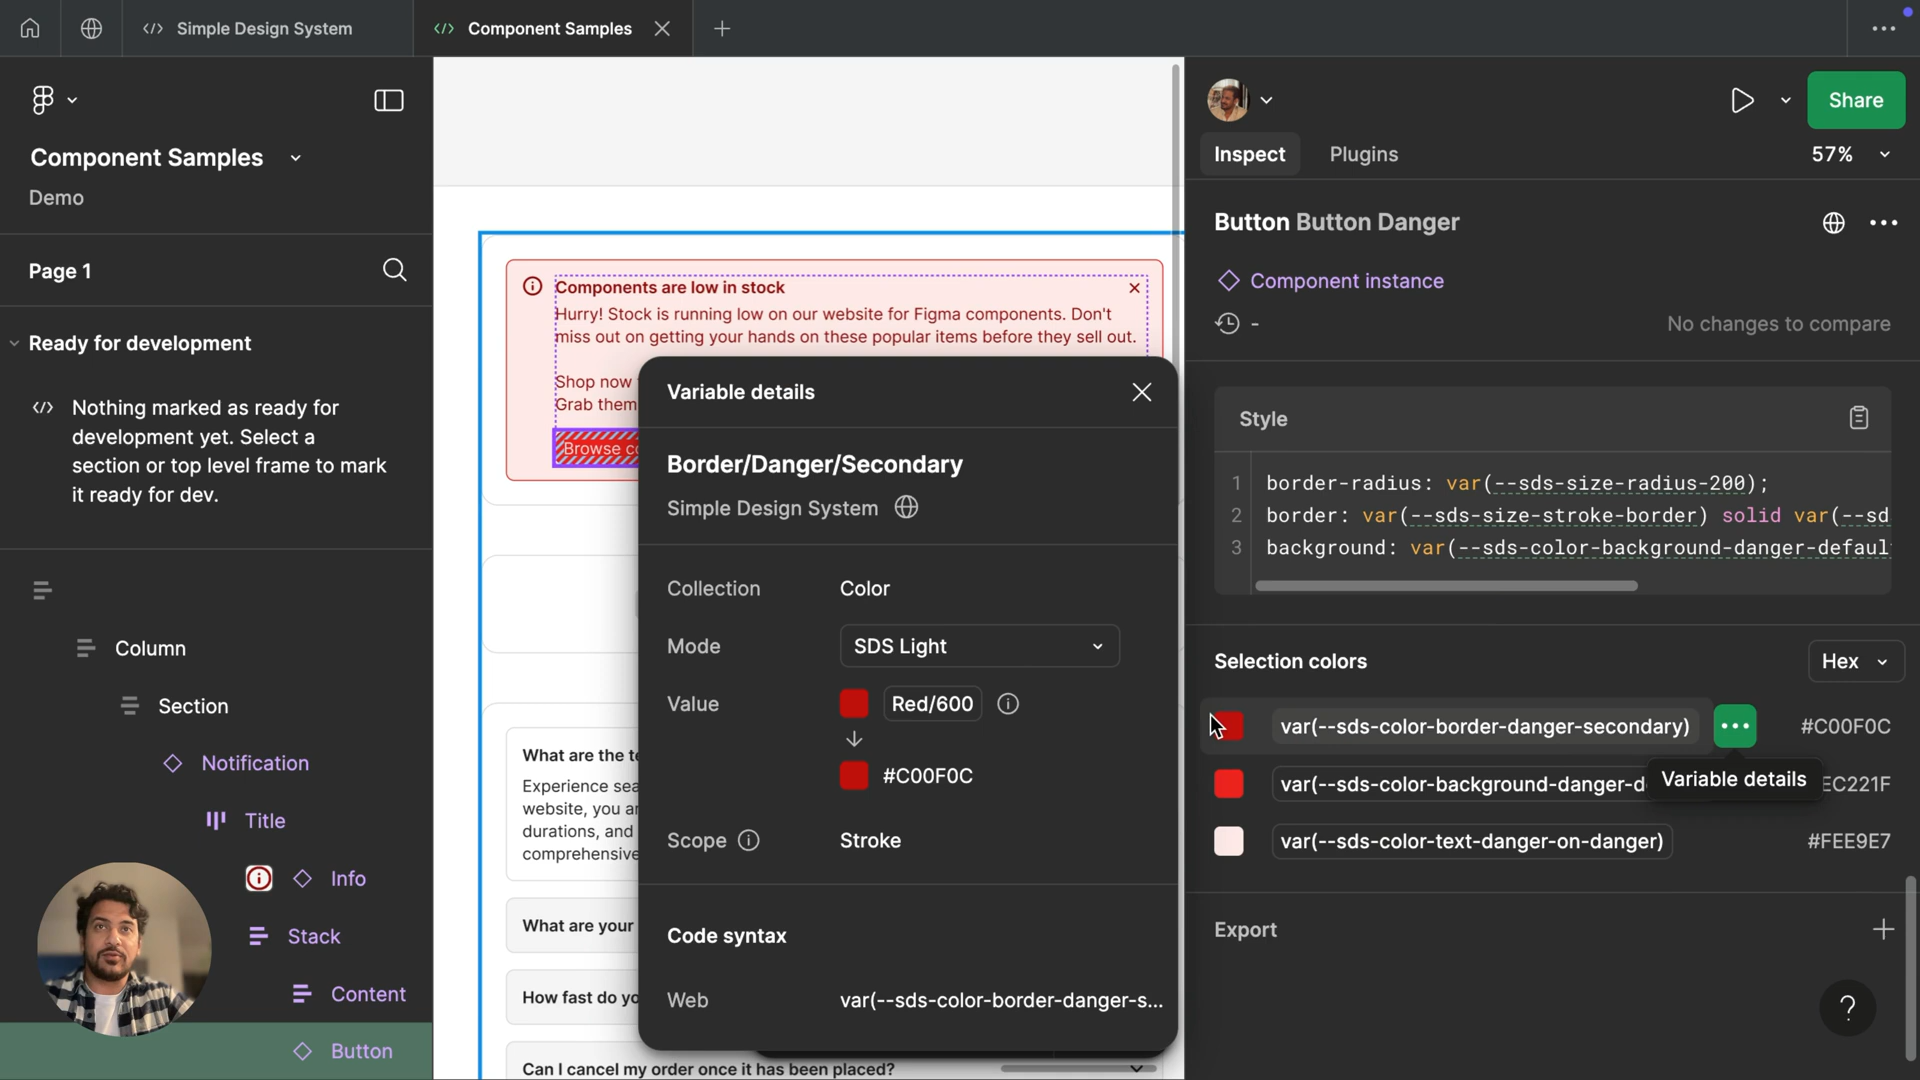 Simple Design System
Component Samples
Component Samples
Demo
Page 1
Ready for development
Nothing marked as ready for
development yet. Select a
section or top level frame to mark
it ready for dev.
Column
Section
Notification
Title
Info
Stack
Content
Button
Components are low in stock
Hurry! Stock is running low on our website for Figma components. Don't
miss out on getting your hands on these popular items before they sell out.
Shop now
Grab them
Browse
What are the
Experience
website, you
durations, and
comprehensive
What are your
How fast do
Can I cancel my order once it has been placed?
Variable details
Border/Danger/Secondary
Simple Design System
Collection Color
Mode SDS Light
Value Red/600
#C00F0C
Scope Stroke
Code syntax
Web var(--sds-color-border-danger-s...
Share
Inspect Plugins 57%
Button Button Danger
Component instance
- No changes to compare
Style
1 border-radius: var(--sds-size-radius-200);
2 border: var(--sds-size-stroke-border) solid var(--sd
3 background: var(--sds-color-background-danger-defaul
Selection colors Hex
var(--sds-color-border-danger-secondary) ... #C00F0C
var(--sds-color-background-danger-d EC221F
Variable details
var(--sds-color-text-danger-on-danger) #FEE9E7
Export
?